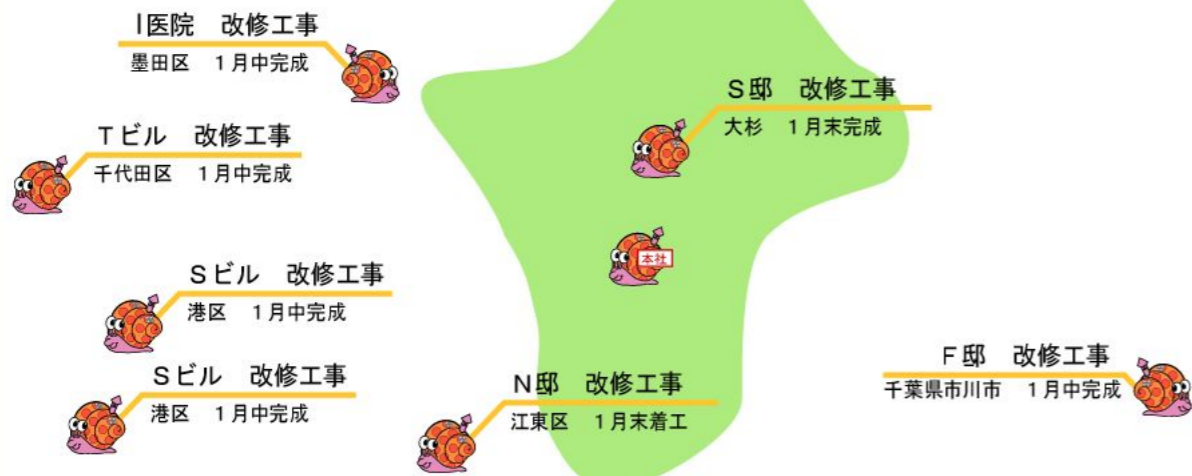 I医院　改修工事
墨田区　１月中完成
Ｓ邸　改修工事
大杉　１月末完成
Ｔビル　改修工事
千代田区　１月中完成
本社
Ｓビル　改修工事
港区　１月中完成
Ｆ邸　改修工事
千葉県市川市　１月中完成
Ｓビル　改修工事
港区　１月中完成
Ｎ邸　改修工事
江東区　１月末着工